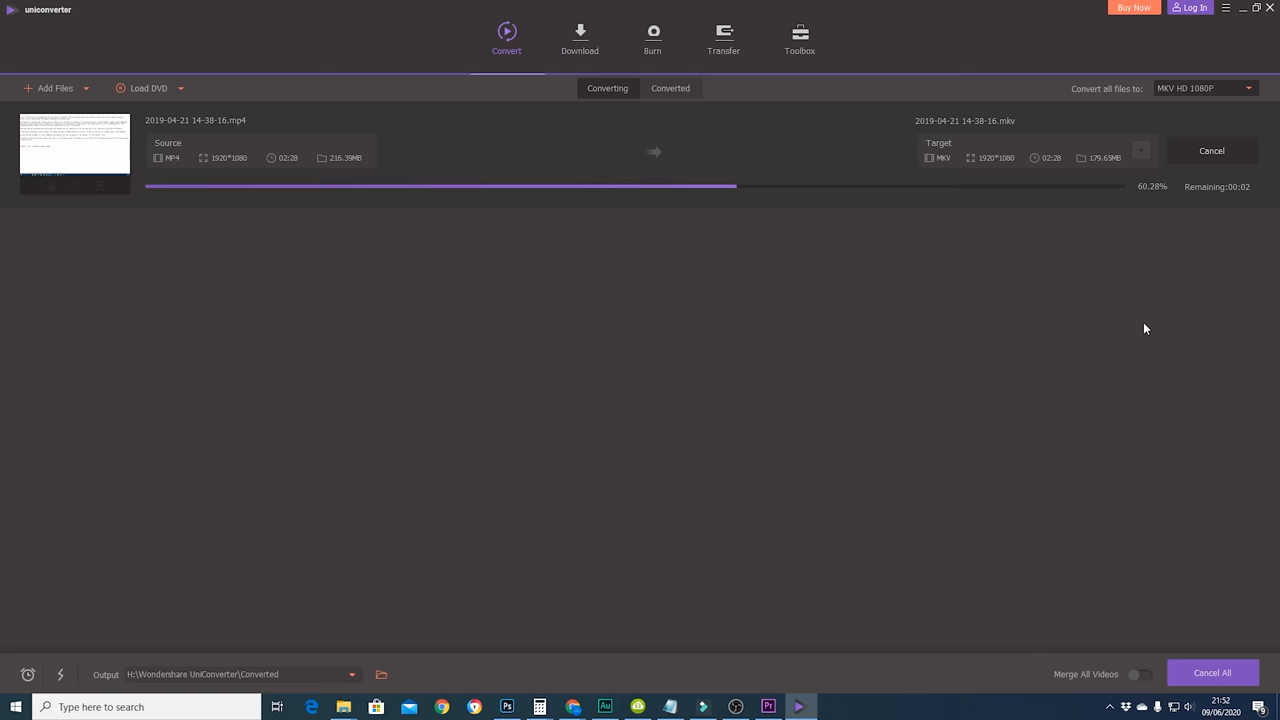 uniconverter
Buy Now
Log In
Convert
Download
Burn
Transfer
Toolbox
Add Files
Load DVD
Converting
Converted
Convert all files to:
MKV HD 1080P
2019-04-21 14-38-16.mp4
2019-04-21 14-38-16.mkv
Source
Target
MP4
1920*1080
02:28
216.39MB
MKV
1920*1080
02:28
179.65MB
Cancel
60.28%
Remaining:00:02
Output
H:\Wondershare UniConverter\Converted
Merge All Videos
Cancel All
Type here to search
Ps
Au
Pr
21:52
09/06/2020
2